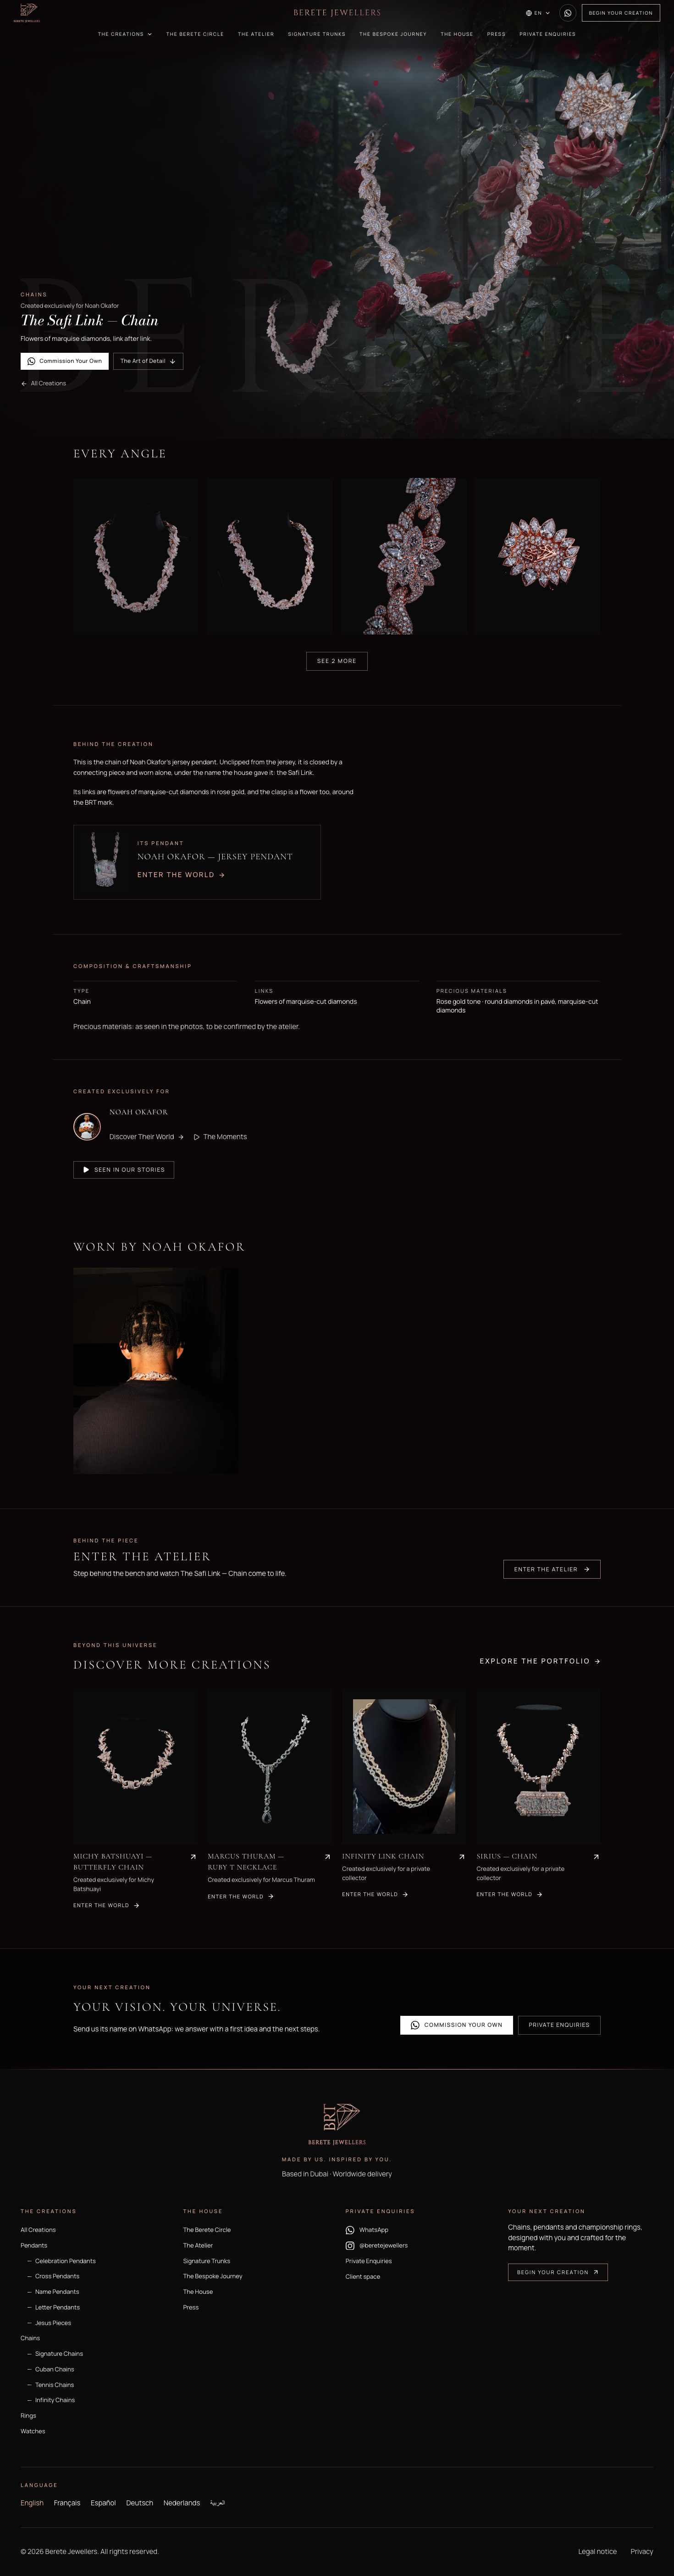 BRT
BERETE JEWELLERS
BERETE JEWELLERS
EN
BEGIN YOUR CREATION
THE CREATIONS
THE BERETE CIRCLE
THE ATELIER
SIGNATURE TRUNKS
THE BESPOKE JOURNEY
THE HOUSE
PRESS
PRIVATE ENQUIRIES
CHAINS
Created exclusively for Noah Okafor
The Safi Link — Chain
Flowers of marquise diamonds, link after link.
Commission Your Own
The Art of Detail
All Creations
EVERY ANGLE
SEE 2 MORE
BEHIND THE CREATION
This is the chain of Noah Okafor's jersey pendant. Unclipped from the jersey, it is closed by a
connecting piece and worn alone, under the name the house gave it: the Safi Link.
Its links are flowers of marquise-cut diamonds in rose gold, and the clasp is a flower too, around
the BRT mark.
ITS PENDANT
NOAH OKAFOR — JERSEY PENDANT
ENTER THE WORLD
COMPOSITION & CRAFTSMANSHIP
TYPE
Chain
LINKS
Flowers of marquise-cut diamonds
PRECIOUS MATERIALS
Rose gold tone · round diamonds in pavé, marquise-cut
diamonds
Precious materials: as seen in the photos, to be confirmed by the atelier.
CREATED EXCLUSIVELY FOR
NOAH OKAFOR
Discover Their World
The Moments
SEEN IN OUR STORIES
WORN BY NOAH OKAFOR
BEHIND THE PIECE
ENTER THE ATELIER
Step behind the bench and watch The Safi Link — Chain come to life.
ENTER THE ATELIER
BEYOND THIS UNIVERSE
DISCOVER MORE CREATIONS
EXPLORE THE PORTFOLIO
MICHY BATSHUAYI —
BUTTERFLY CHAIN
Created exclusively for Michy
Batshuayi
ENTER THE WORLD
MARCUS THURAM —
RUBY T NECKLACE
Created exclusively for Marcus Thuram
ENTER THE WORLD
INFINITY LINK CHAIN
Created exclusively for a private
collector
ENTER THE WORLD
SIRIUS — CHAIN
Created exclusively for a private
collector
ENTER THE WORLD
YOUR NEXT CREATION
YOUR VISION. YOUR UNIVERSE.
Send us its name on WhatsApp: we answer with a first idea and the next steps.
COMMISSION YOUR OWN
PRIVATE ENQUIRIES
BRT
BERETE JEWELLERS
MADE BY US. INSPIRED BY YOU.
Based in Dubai · Worldwide delivery
THE CREATIONS
All Creations
Pendants
— Celebration Pendants
— Cross Pendants
— Name Pendants
— Letter Pendants
— Jesus Pieces
Chains
— Signature Chains
— Cuban Chains
— Tennis Chains
— Infinity Chains
Rings
Watches
THE HOUSE
The Berete Circle
The Atelier
Signature Trunks
The Bespoke Journey
The House
Press
PRIVATE ENQUIRIES
WhatsApp
@beretejewellers
Private Enquiries
Client space
YOUR NEXT CREATION
Chains, pendants and championship rings,
designed with you and crafted for the
moment.
BEGIN YOUR CREATION
LANGUAGE
English
Français
Español
Deutsch
Nederlands
العربية
© 2026 Berete Jewellers. All rights reserved.
Legal notice
Privacy